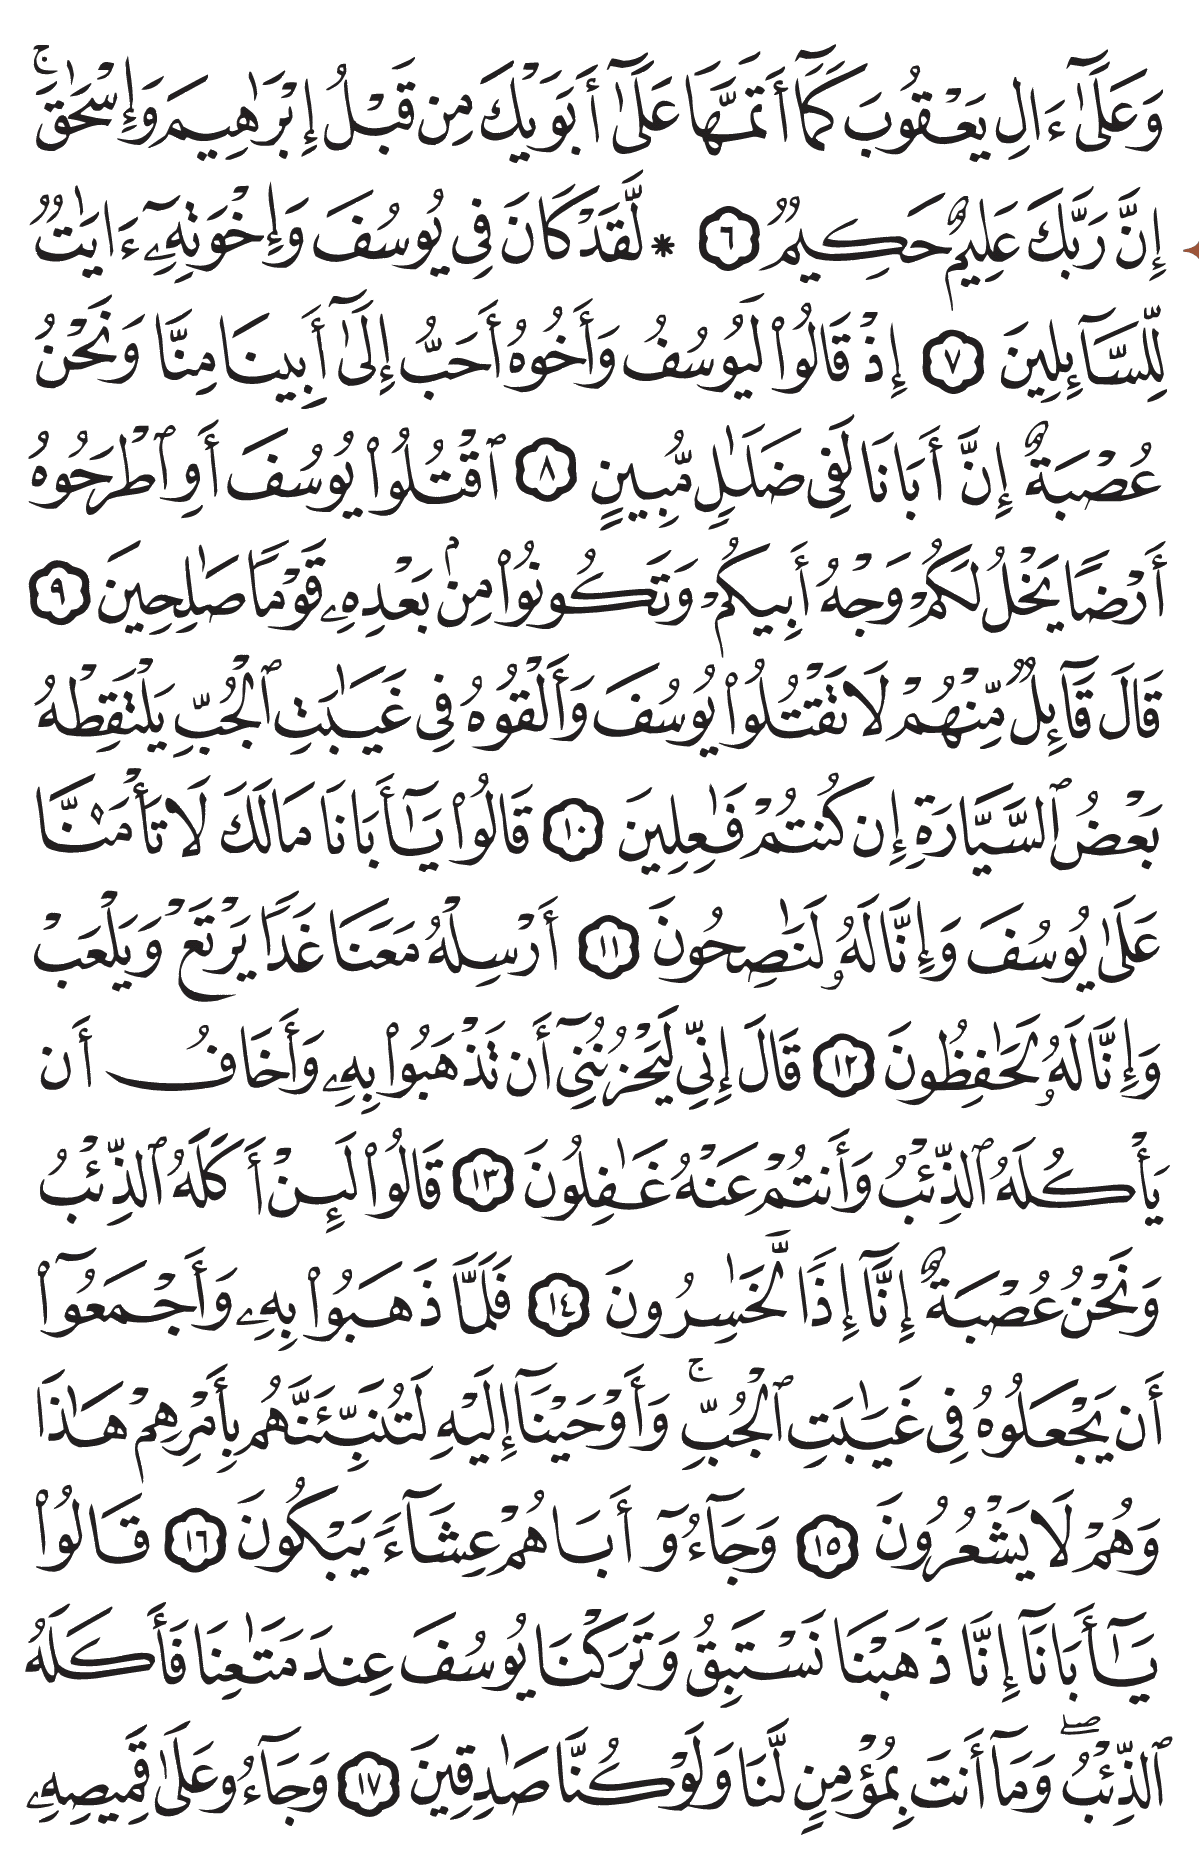 وَعَلَىٰٓ ءَالِ يَعْقُوبَ كَمَآ أَتَمَّهَا عَلَىٰٓ أَبَوَيْكَ مِن قَبْلُ إِبْرَٰهِيمَ وَإِسْحَٰقَۚ
إِنَّ رَبَّكَ عَلِيمٌ حَكِيمٌ ٦ * لَّقَدْ كَانَ فِى يُوسُفَ وَإِخْوَتِهِۦٓ ءَايَٰتٌ
لِّلسَّآئِلِينَ ٧ إِذْ قَالُوا۟ لَيُوسُفُ وَأَخُوهُ أَحَبُّ إِلَىٰٓ أَبِينَا مِنَّا وَنَحْنُ
عُصْبَةٌ إِنَّ أَبَانَا لَفِى ضَلَٰلٍ مُّبِينٍ ٨ ٱقْتُلُوا۟ يُوسُفَ أَوِ ٱطْرَحُوهُ
أَرْضًا يَخْلُ لَكُمْ وَجْهُ أَبِيكُمْ وَتَكُونُوا۟ مِنۢ بَعْدِهِۦ قَوْمًا صَٰلِحِينَ ٩
قَالَ قَآئِلٌ مِّنْهُمْ لَا تَقْتُلُوا۟ يُوسُفَ وَأَلْقُوهُ فِى غَيَٰبَتِ ٱلْجُبِّ يَلْتَقِطْهُ
بَعْضُ ٱلسَّيَّارَةِ إِن كُنتُمْ فَٰعِلِينَ ١٠ قَالُوا۟ يَٰٓأَبَانَا مَالَكَ لَا تَأْمَ۫نَّا
عَلَىٰ يُوسُفَ وَإِنَّا لَهُۥ لَنَٰصِحُونَ ١١ أَرْسِلْهُ مَعَنَا غَدًا يَرْتَعْ وَيَلْعَبْ
وَإِنَّا لَهُۥ لَحَٰفِظُونَ ١٢ قَالَ إِنِّى لَيَحْزُنُنِىٓ أَن تَذْهَبُوا۟ بِهِۦ وَأَخَافُ أَن
يَأْكُلَهُ ٱلذِّئْبُ وَأَنتُمْ عَنْهُ غَٰفِلُونَ ١٣ قَالُوا۟ لَئِنْ أَكَلَهُ ٱلذِّئْبُ
وَنَحْنُ عُصْبَةٌ إِنَّآ إِذًا لَّخَٰسِرُونَ ١٤ فَلَمَّا ذَهَبُوا۟ بِهِۦ وَأَجْمَعُوٓا۟
أَن يَجْعَلُوهُ فِى غَيَٰبَتِ ٱلْجُبِّۚ وَأَوْحَيْنَآ إِلَيْهِ لَتُنَبِّئَنَّهُم بِأَمْرِهِمْ هَٰذَا
وَهُمْ لَا يَشْعُرُونَ ١٥ وَجَآءُوٓ أَبَاهُمْ عِشَآءً يَبْكُونَ ١٦ قَالُوا۟
يَٰٓأَبَانَآ إِنَّا ذَهَبْنَا نَسْتَبِقُ وَتَرَكْنَا يُوسُفَ عِندَ مَتَٰعِنَا فَأَكَلَهُ
ٱلذِّئْبُۖ وَمَآ أَنتَ بِمُؤْمِنٍ لَّنَا وَلَوْ كُنَّا صَٰدِقِينَ ١٧ وَجَآءُو عَلَىٰ قَمِيصِهِۦ